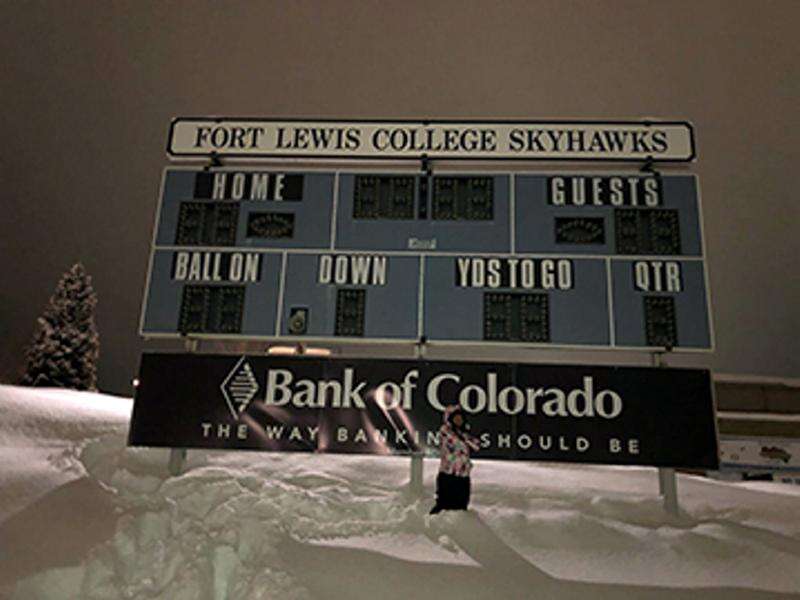 FORT LEWIS COLLEGE SKYHAWKS
HOME
GUESTS
BALL ON
DOWN
YDS TO GO
QTR
Bank of Colorado
THE WAY BANKIN SHOULD BE